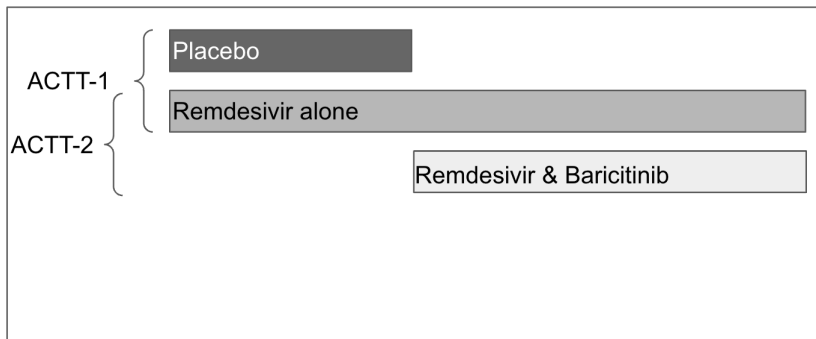 Placebo
ACTT-1
Remdesivir alone
ACTT-2
Remdesivir & Baricitinib